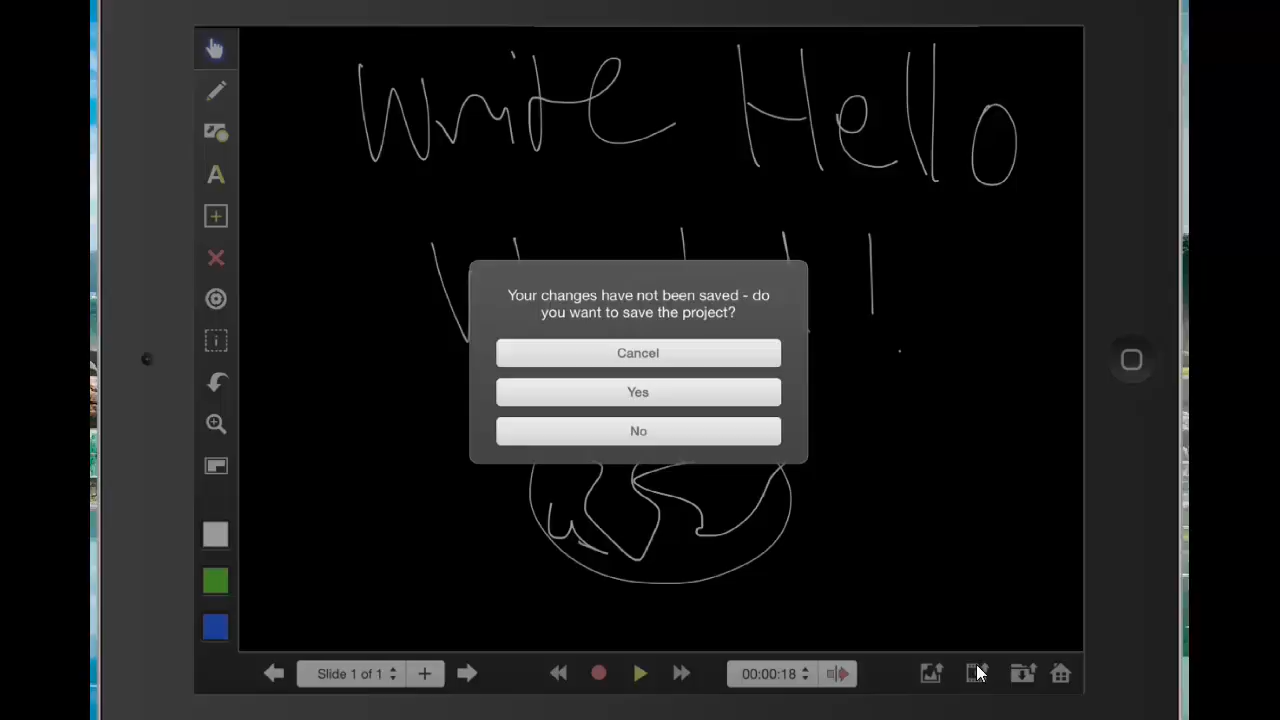 Write Hello
Your changes have not been saved - do
you want to save the project?
Cancel
Yes
No
A
Slide 1 of 1
00:00:18